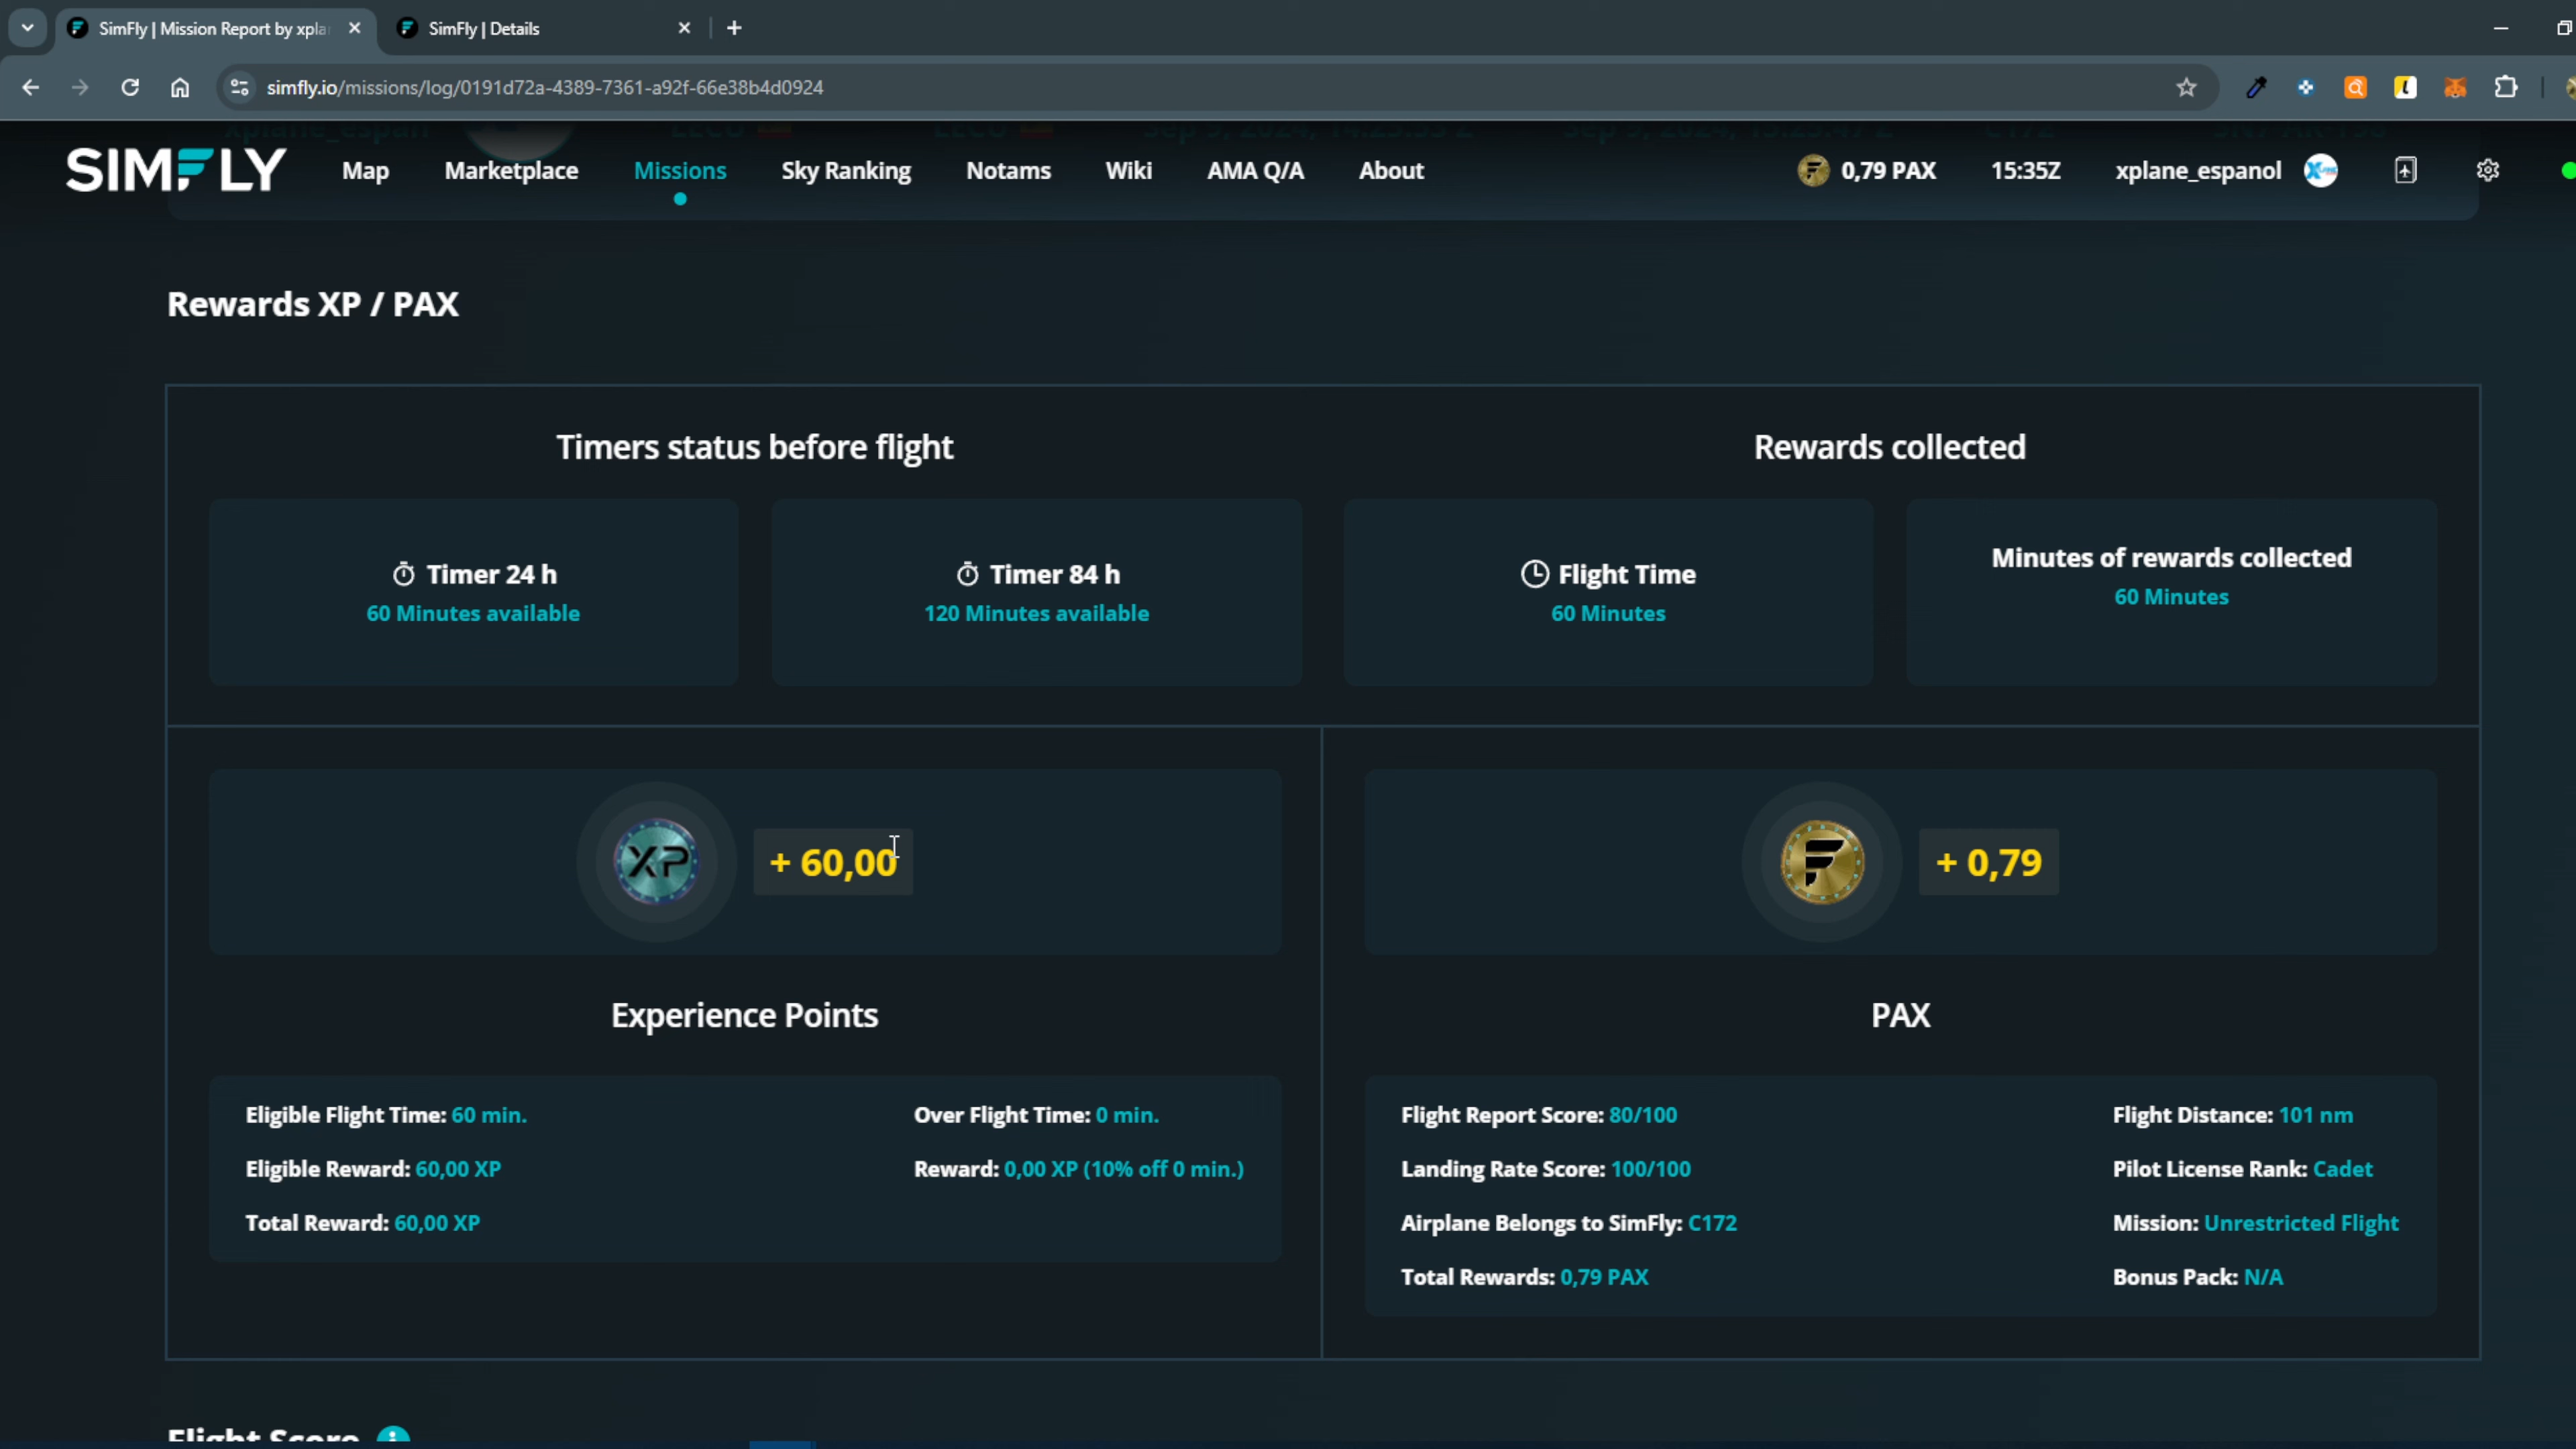 SimFly | Mission Report by xpla
SimFly | Details
simfly.io/missions/log/0191d72a-4389-7361-a92f-66e38b4d0924
SIMFLY
Map
Marketplace
Missions
Sky Ranking
Notams
Wiki
AMA Q/A
About
0,79 PAX
15:35Z
xplane_espanol
Rewards XP / PAX
Timers status before flight
Rewards collected
Timer 24 h
60 Minutes available
Timer 84 h
120 Minutes available
Flight Time
60 Minutes
Minutes of rewards collected
60 Minutes
XP
+ 60,00
+ 0,79
Experience Points
PAX
Eligible Flight Time: 60 min.
Over Flight Time: 0 min.
Eligible Reward: 60,00 XP
Reward: 0,00 XP (10% off 0 min.)
Total Reward: 60,00 XP
Flight Report Score: 80/100
Flight Distance: 101 nm
Landing Rate Score: 100/100
Pilot License Rank: Cadet
Airplane Belongs to SimFly: C172
Mission: Unrestricted Flight
Total Rewards: 0,79 PAX
Bonus Pack: N/A
Flight Score